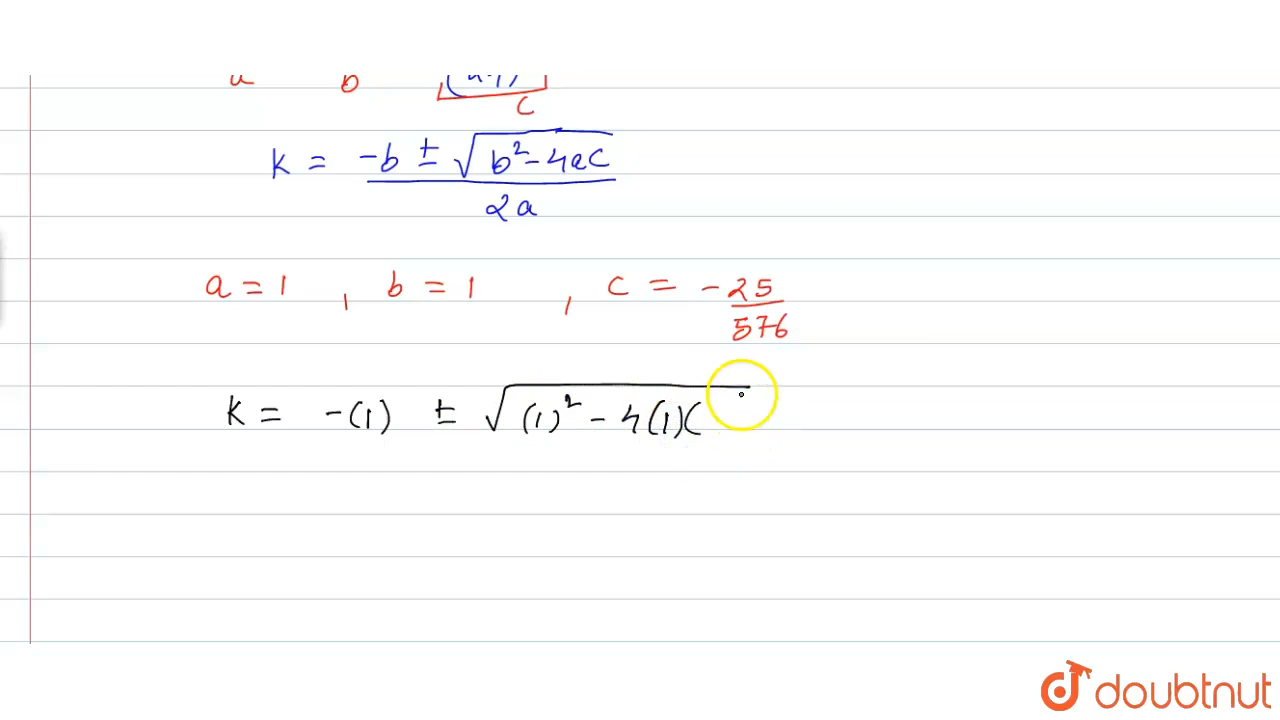 a b c
K = -b ± √b² - 4ac
2a
a = 1 , b = 1 , c = - 25
576
K = -(1) ± √(1)² - 4(1)(
doubtnut